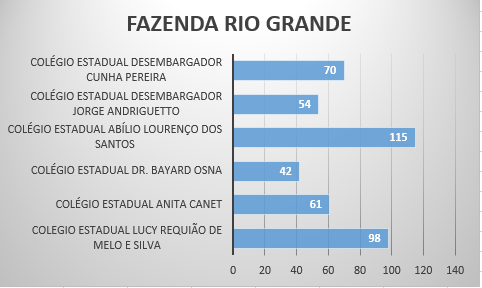 FAZENDA RIO GRANDE
COLÉGIO ESTADUAL DESEMBARGADOR
CUNHA PEREIRA
70
COLÉGIO ESTADUAL DESEMBARGADOR
JORGE ANDRIGUETTO
54
COLÉGIO ESTADUAL ABÍLIO LOURENÇO DOS
SANTOS
115
COLÉGIO ESTADUAL DR. BAYARD OSNA
42
COLÉGIO ESTADUAL ANITA CANET
61
COLEGIO ESTADUAL LUCY REQUIÃO DE
MELO E SILVA
98
0 20 40 60 80 100 120 140